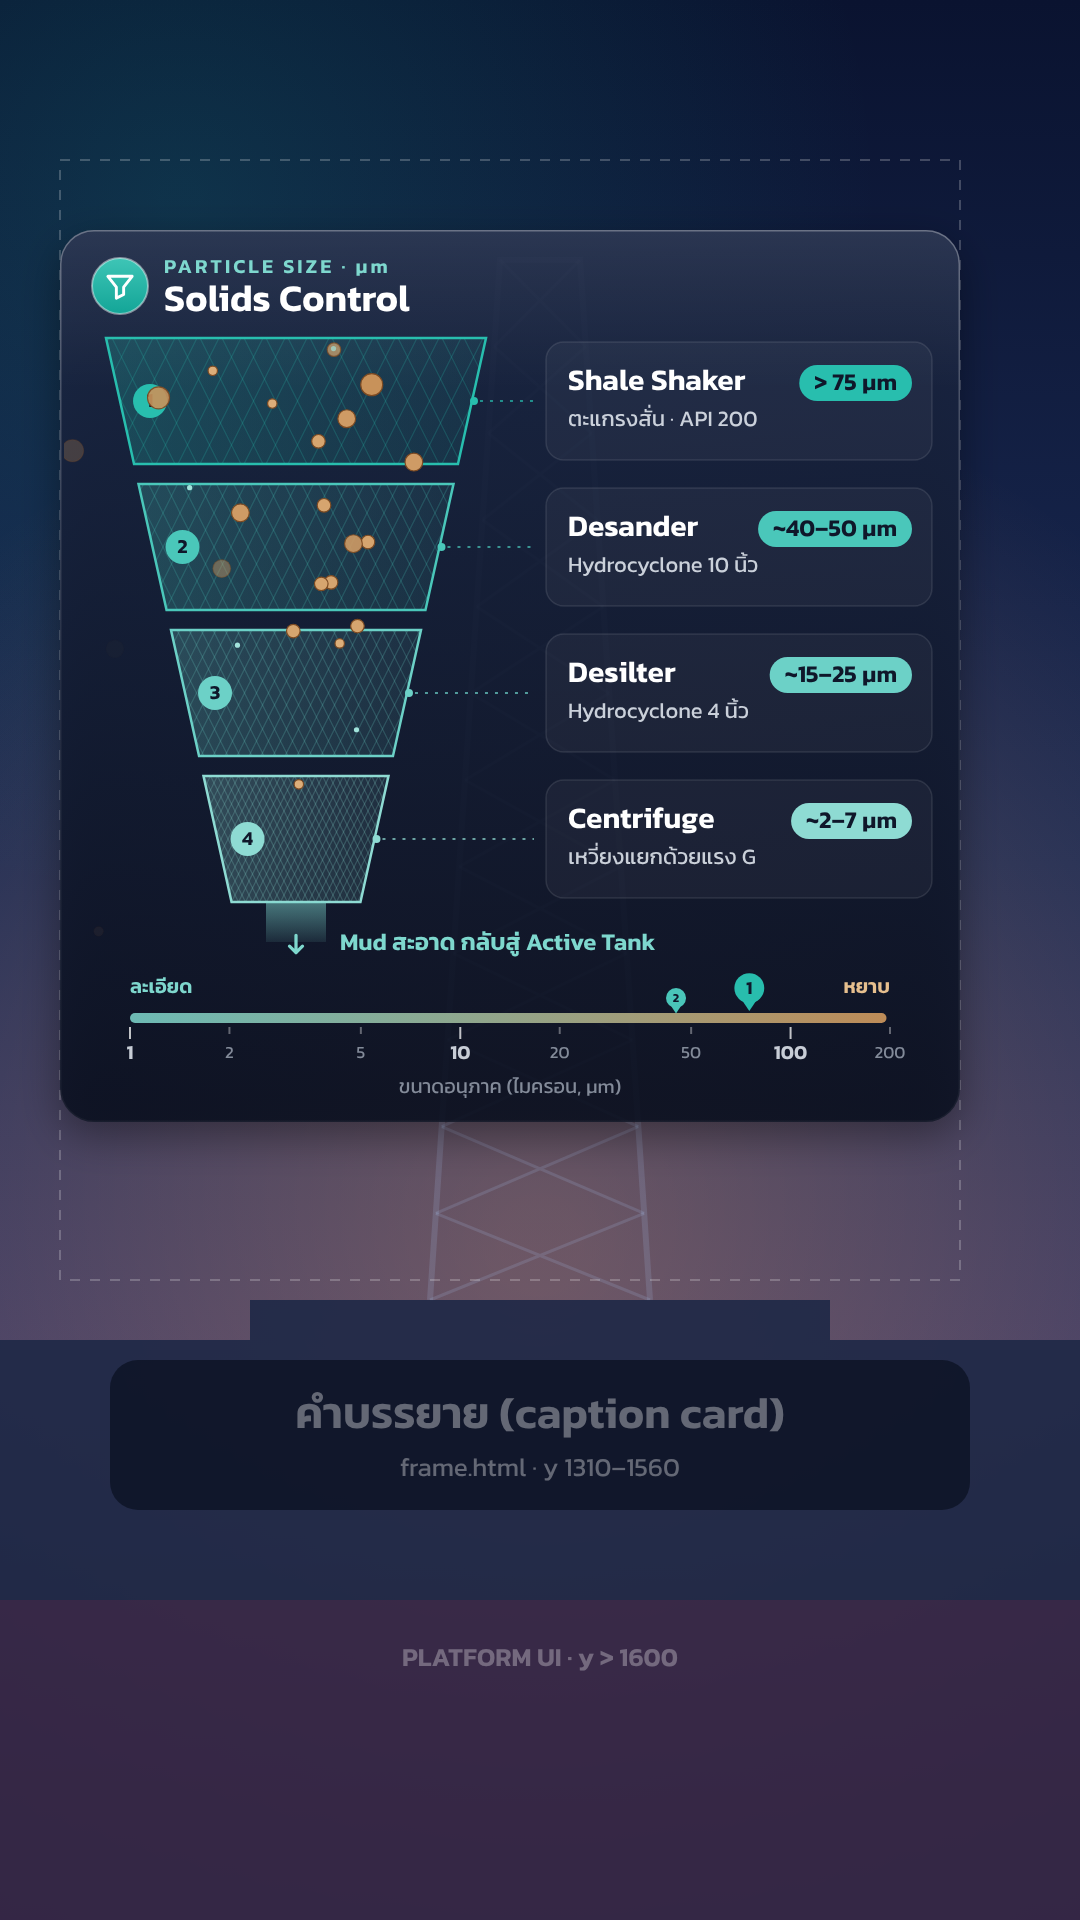 PARTICLE SIZE · µm
Solids Control
Shale Shaker
> 75 µm
ตะแกรงสั่น · API 200
2
Desander
~40–50 µm
Hydrocyclone 10 นิ้ว
3
Desilter
~15–25 µm
Hydrocyclone 4 นิ้ว
4
Centrifuge
~2–7 µm
เหวี่ยงแยกด้วยแรง G
Mud สะอาด กลับสู่ Active Tank
ละเอียด
2
1
หยาบ
1 2 5 10 20 50 100 200
ขนาดอนุภาค (ไมครอน, µm)
คำบรรยาย (caption card)
frame.html · y 1310–1560
PLATFORM UI · y > 1600